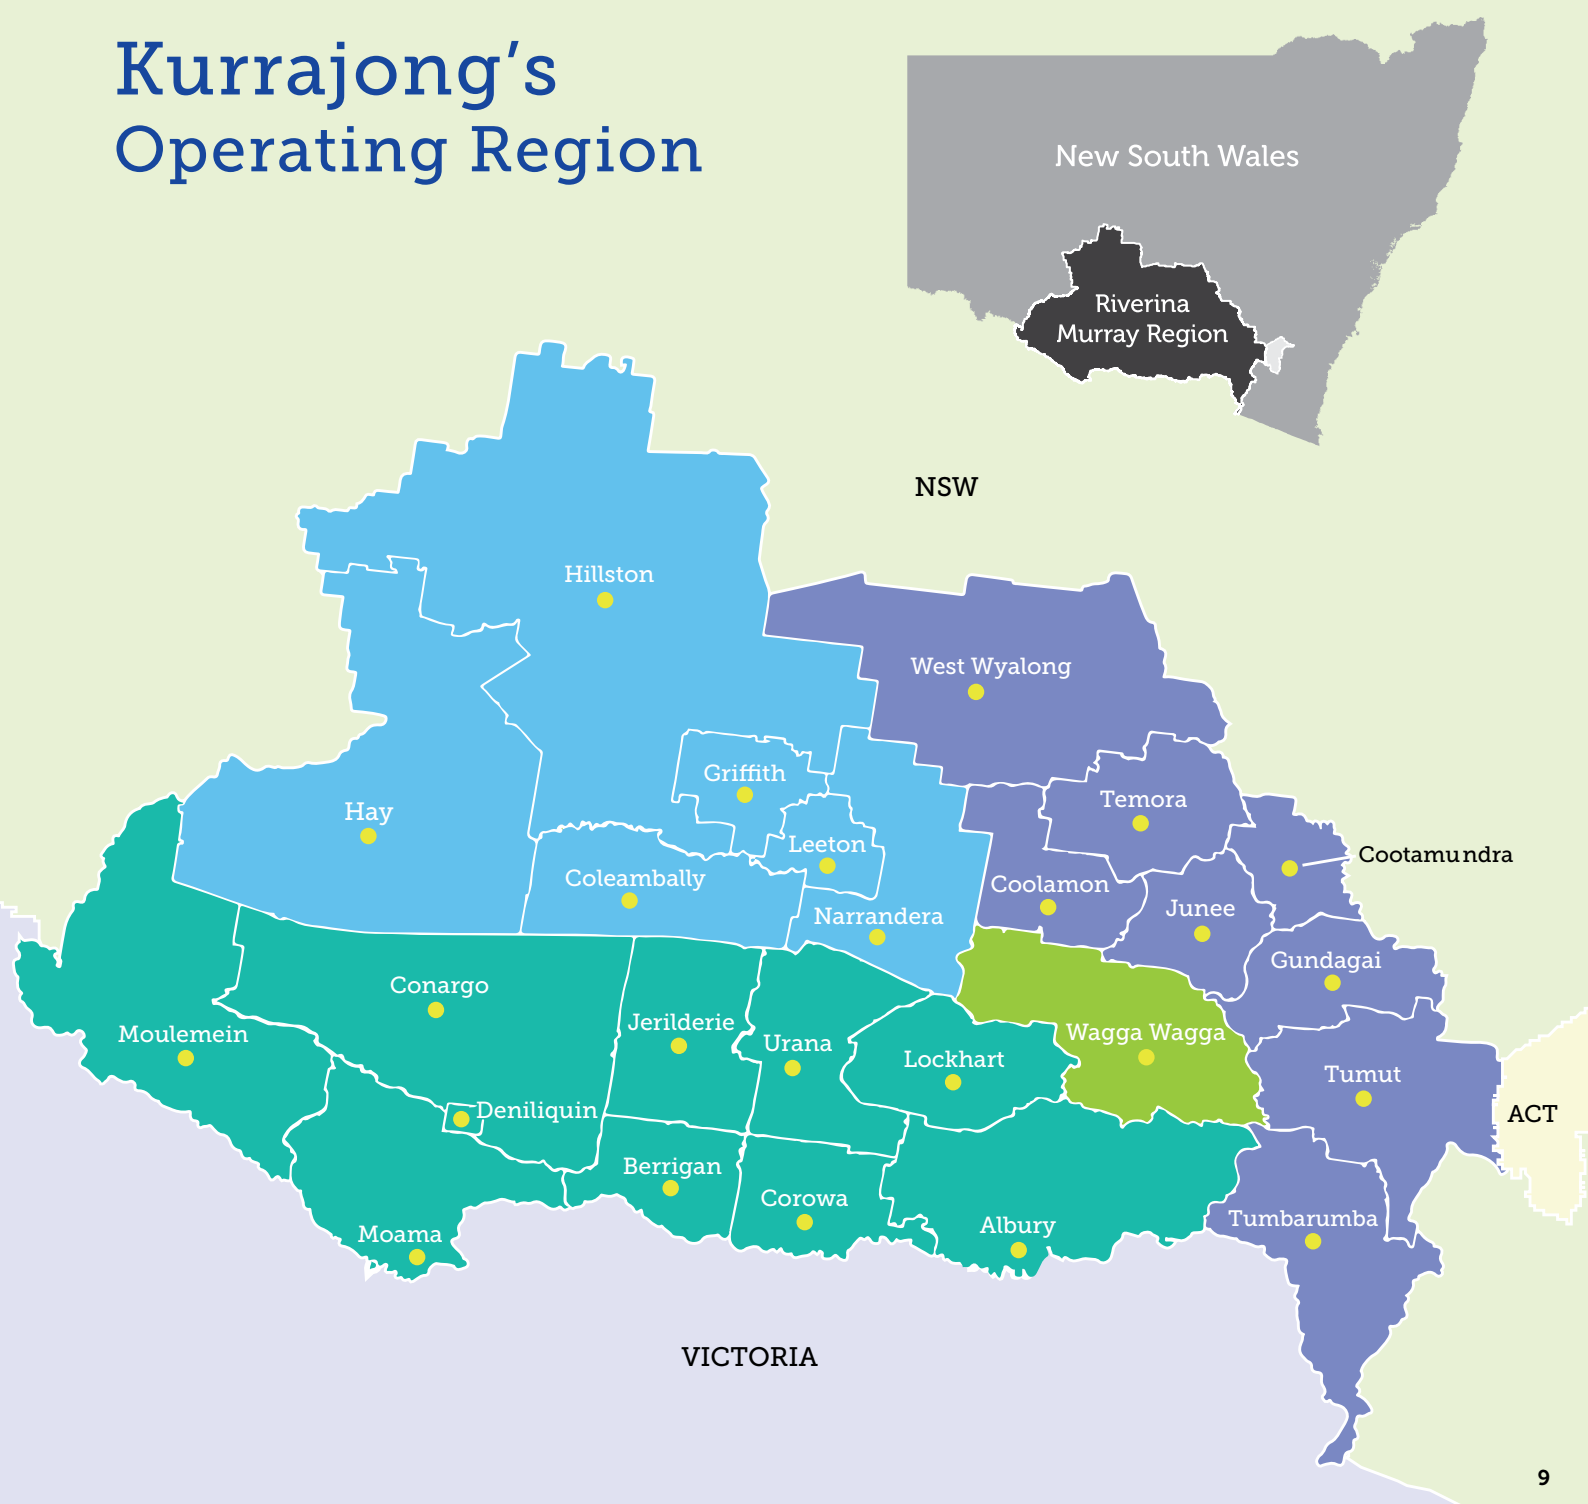 Kurrajong’s
Operating Region
New South Wales
Riverina
Murray Region
NSW
Hillston
West Wyalong
Griffith
Temora
Hay
Leeton
Cootamundra
Coleambally
Coolamon
Narrandera
Junee
Gundagai
Conargo
Jerilderie
Moulemein
Urana
Wagga Wagga
Lockhart
Tumut
Deniliquin
ACT
Berrigan
Corowa
Tumbarumba
Albury
Moama
VICTORIA
9